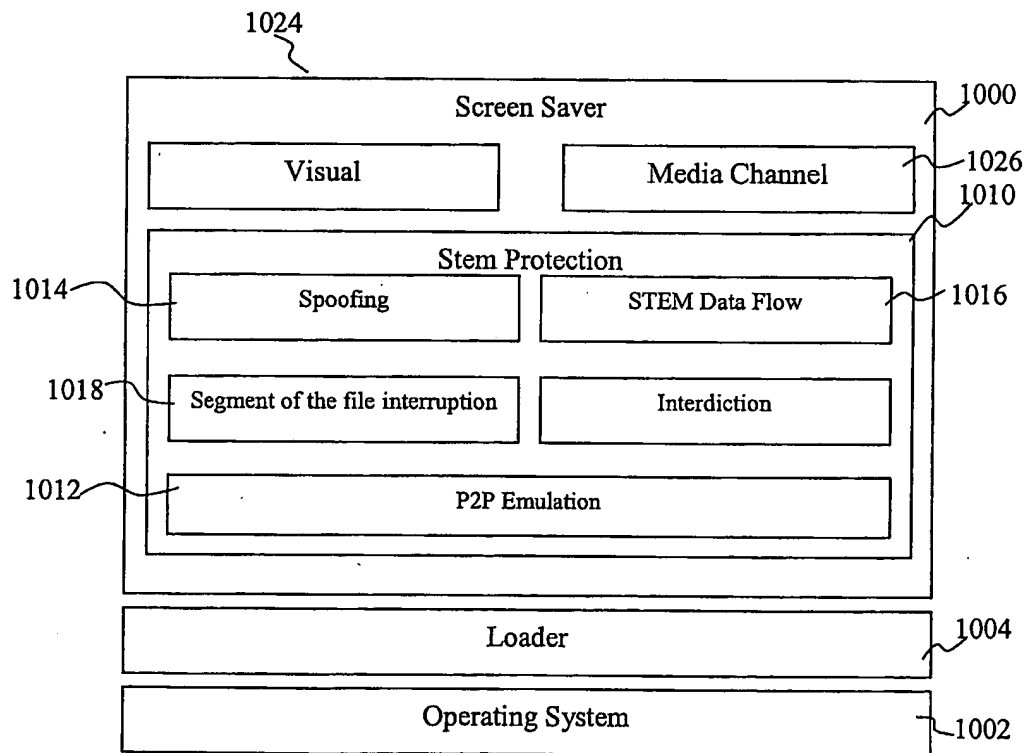 1024
1000
Screen Saver
Visual
Media Channel
1026
1010
Stem Protection
1014
Spoofing
STEM Data Flow
1016
1018
Segment of the file interruption
Interdiction
1012
P2P Emulation
Loader
1004
Operating System
1002